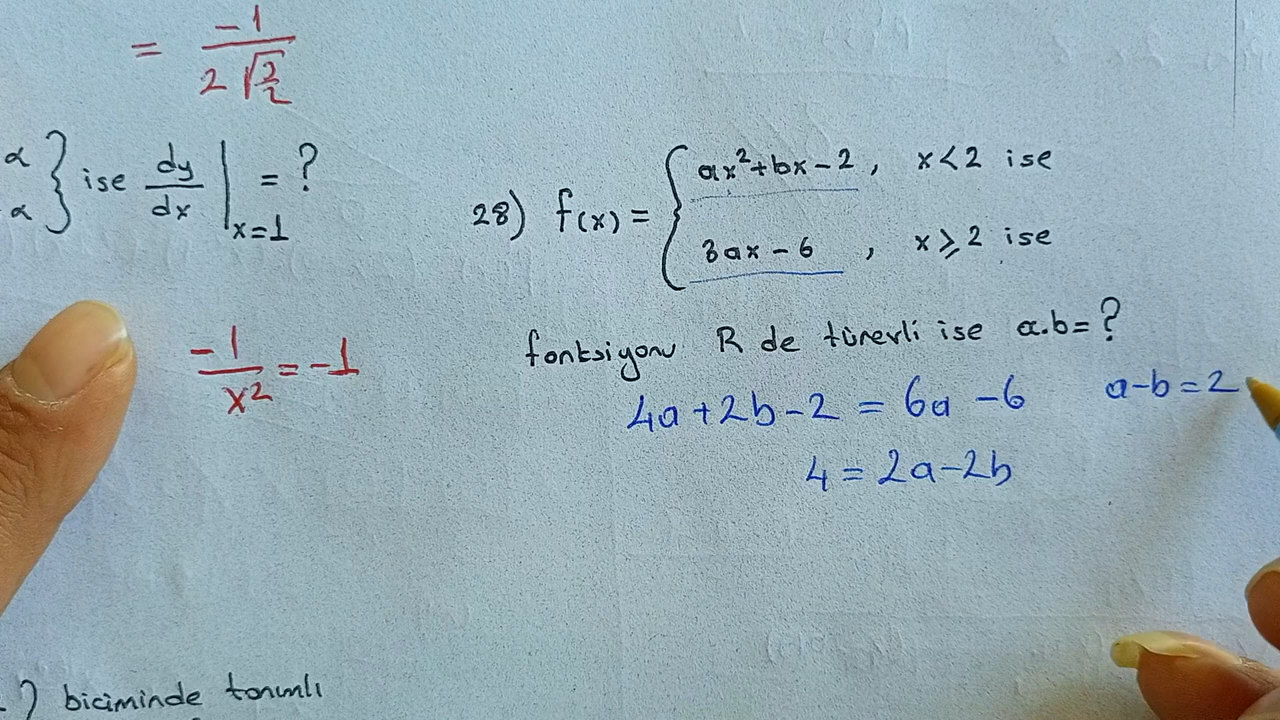 = -1 / 2√(2/2)
α
α } ise dy/dx |x=1 = ?
-1/x² = -1
28) f(x) = { ax²+bx-2 , x<2 ise
3ax-6 , x⩾2 ise
fonksiyonu R de türevli ise a.b=?
4a+2b-2 = 6a-6
a-b=2
4 = 2a-2b
) biciminde tanımlı